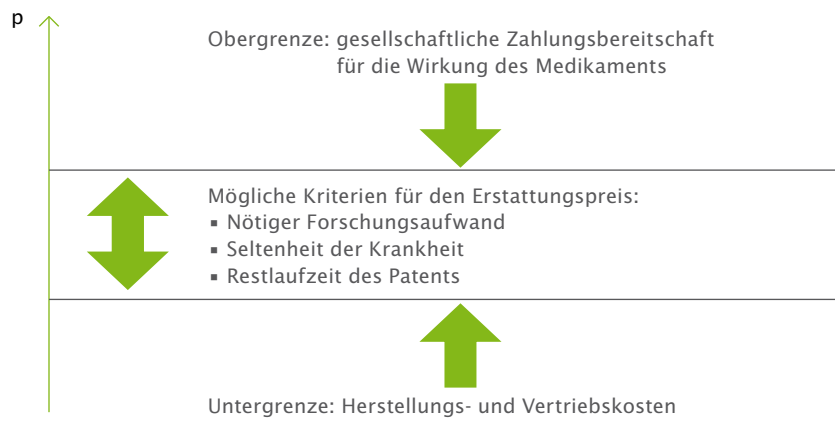 p
Obergrenze: gesellschaftliche Zahlungsbereitschaft
für die Wirkung des Medikaments
Mögliche Kriterien für den Erstattungspreis:
▪ Nötiger Forschungsaufwand
▪ Seltenheit der Krankheit
▪ Restlaufzeit des Patents
Untergrenze: Herstellungs- und Vertriebskosten